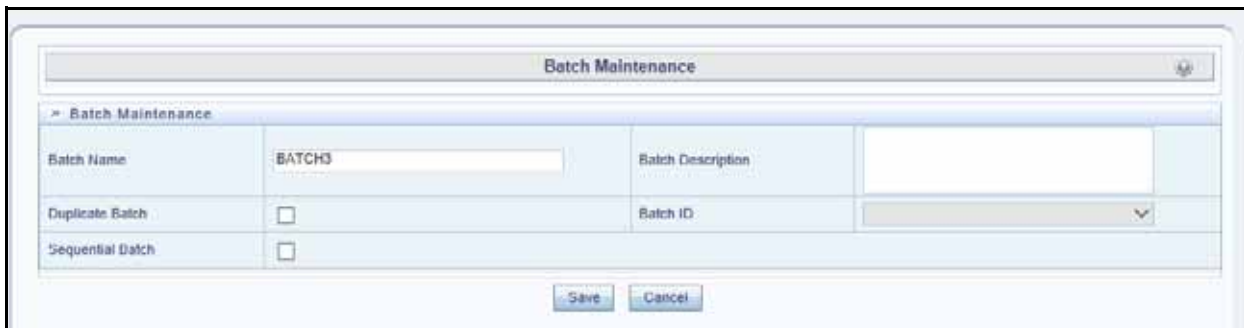 Batch Maintenance
» Batch Maintenance
Batch Name BATCH3 Batch Description
Duplicate Batch Batch ID
Sequential Batch
Save Cancel